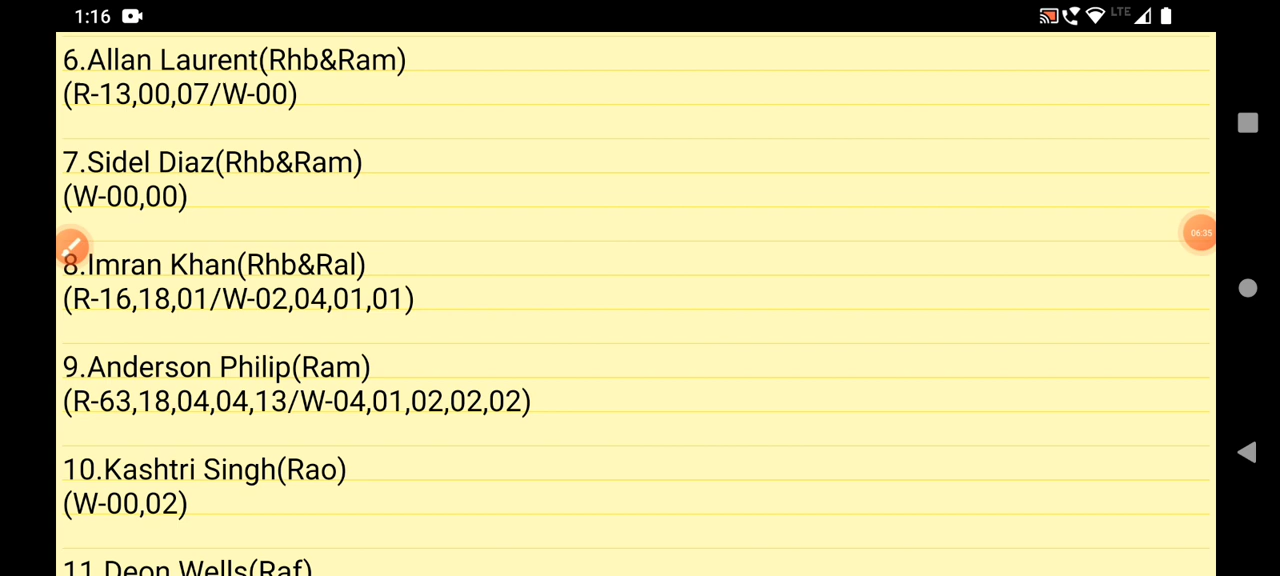 1:16
LTE
6.Allan Laurent(Rhb&Ram)
(R-13,00,07/W-00)
7.Sidel Diaz(Rhb&Ram)
(W-00,00)
06:35
8.Imran Khan(Rhb&Ral)
(R-16,18,01/W-02,04,01,01)
9.Anderson Philip(Ram)
(R-63,18,04,04,13/W-04,01,02,02,02)
10.Kashtri Singh(Rao)
(W-00,02)
11.Deon Wells(Raf)